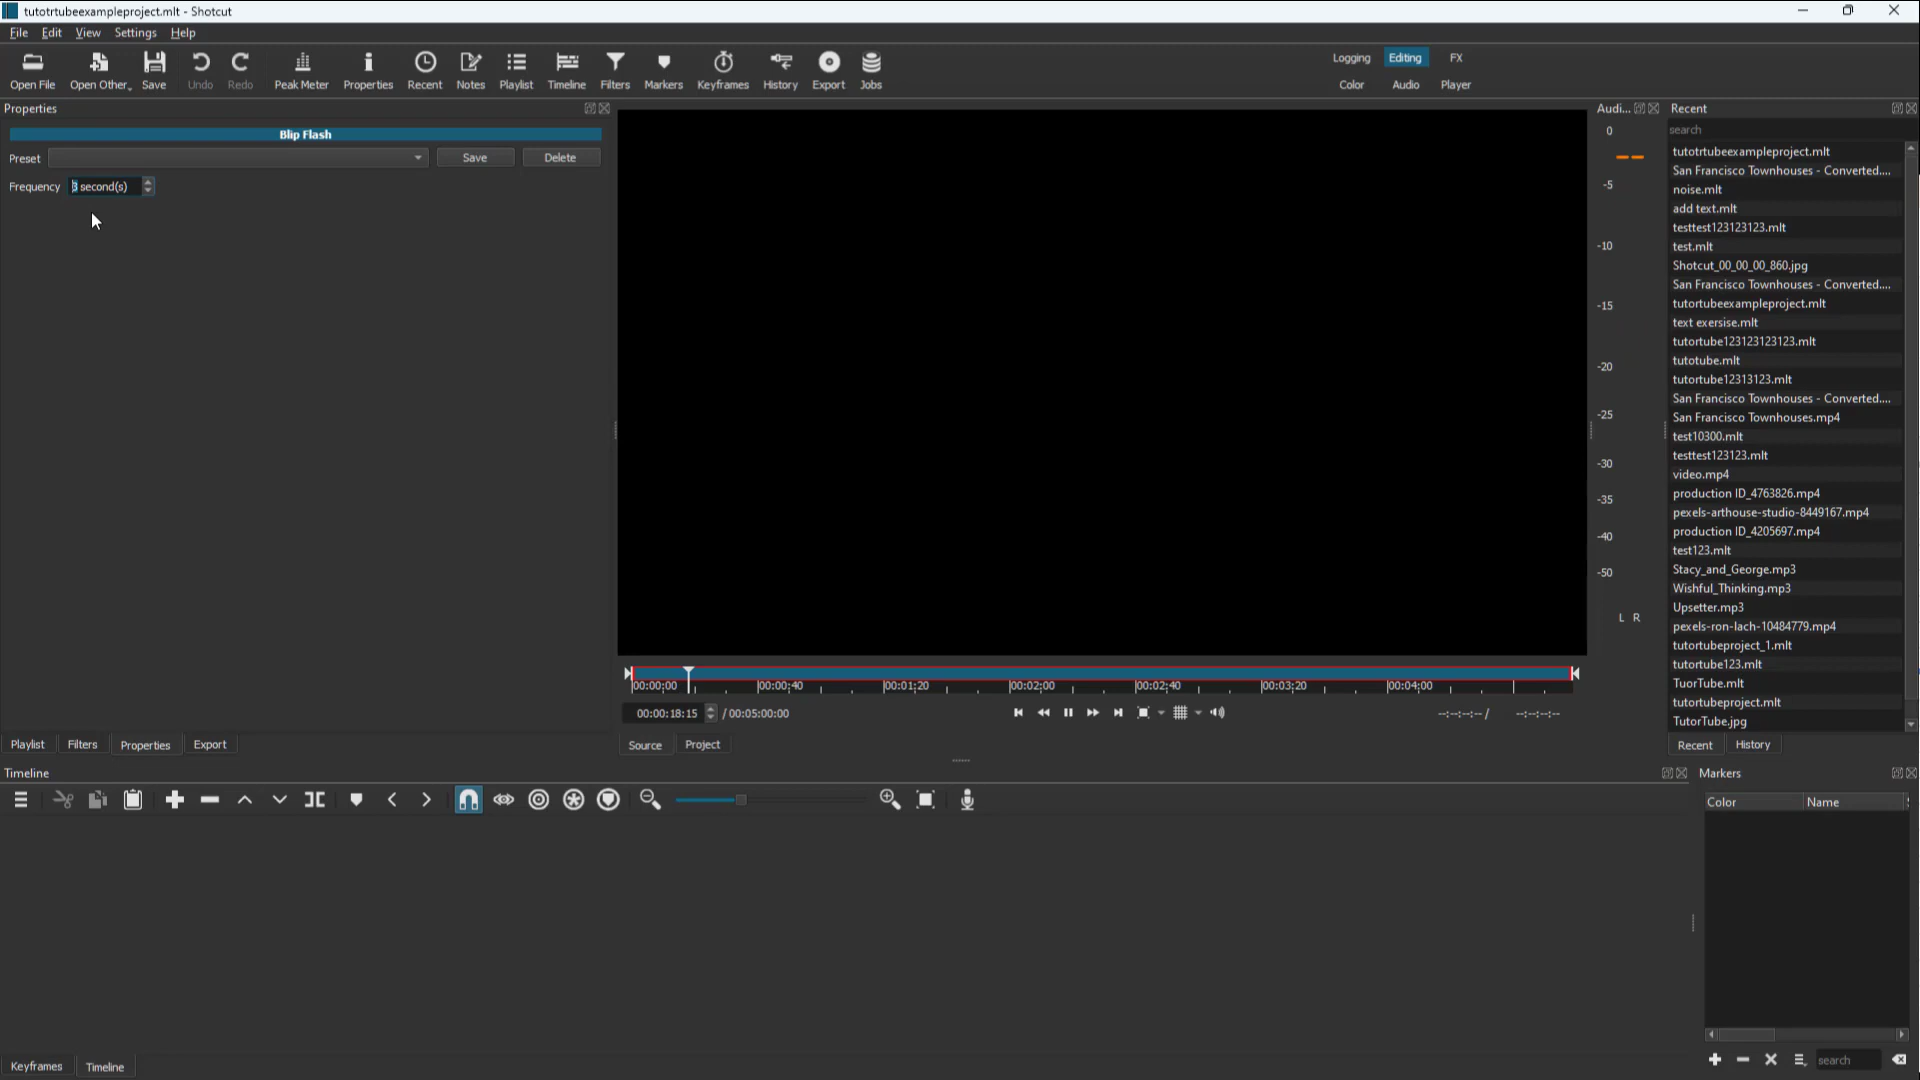 tutotrtubeexampleproject.mlt - Shotcut
File Edit View Settings Help
Open File Open Other Save Undo Redo Peak Meter Properties Recent Notes Playlist Timeline Filters Markers Keyframes History Export Jobs
Logging Editing FX
Color Audio Player
Properties
Blip Flash
Preset Save Delete
Frequency 3 second(s)
Audi...
0
-5
-10
-15
-20
-25
-30
-35
-40
-50
L R
Recent
search
tutotrtubeexampleproject.mlt
San Francisco Townhouses - Converted....
noise.mlt
add text.mlt
testtest123123123.mlt
test.mlt
Shotcut_00_00_00_860.jpg
San Francisco Townhouses - Converted....
tutortubeexampleproject.mlt
text exersise.mlt
tutortube123123123123.mlt
tutotube.mlt
tutortube12313123.mlt
San Francisco Townhouses - Converted....
San Francisco Townhouses.mp4
test10300.mlt
testtest123123.mlt
video.mp4
production ID_4763826.mp4
pexels-arthouse-studio-8449167.mp4
production ID_4205697.mp4
test123.mlt
Stacy_and_George.mp3
Wishful_Thinking.mp3
Upsetter.mp3
pexels-ron-lach-10484779.mp4
tutortubeproject_1.mlt
tutortube123.mlt
TuorTube.mlt
tutortubeproject.mlt
TutorTube.jpg
Recent History
00:00;00 00:00;40 00:01;20 00:02;00 00:02;40 00:03;20 00:04;00
00:00:18:15 / 00:05:00:00 --:--:--:-- / --:--:--:--
Playlist Filters Properties Export
Source Project
Timeline
Markers
Color Name
search
Keyframes Timeline